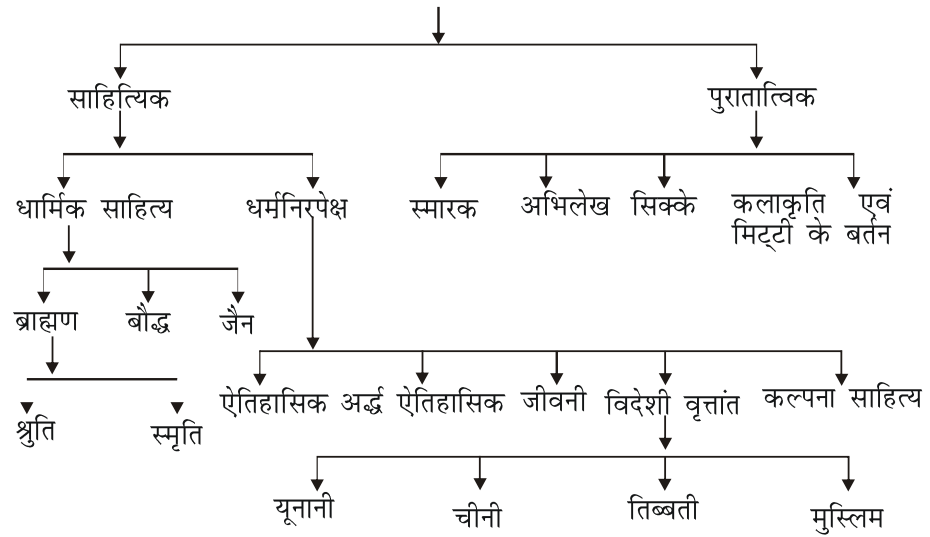 साहित्यिक
पुरातात्विक
धार्मिक साहित्य
धर्मनिरपेक्ष
स्मारक
अभिलेख
सिक्के
कलाकृति एवं
मिट्टी के बर्तन
ब्राह्मण
बौद्ध
जैन
ऐतिहासिक
अर्द्ध ऐतिहासिक
जीवनी
विदेशी वृत्तांत
कल्पना साहित्य
श्रुति
स्मृति
यूनानी
चीनी
तिब्बती
मुस्लिम